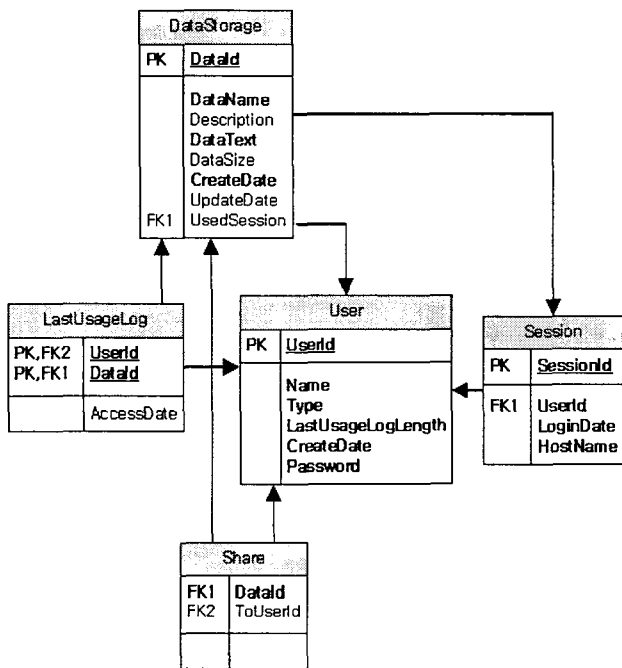 DataStorage
PK DataId
DataName
Description
DataText
DataSize
CreateDate
UpdateDate
FK1 UsedSession
LastUsageLog
PK,FK2 UserId
PK,FK1 DataId
AccessDate
User
PK UserId
Name
Type
LastUsageLogLength
CreateDate
Password
Session
PK SessionId
FK1 UserId
LoginDate
HostName
Share
FK1 DataId
FK2 ToUserId